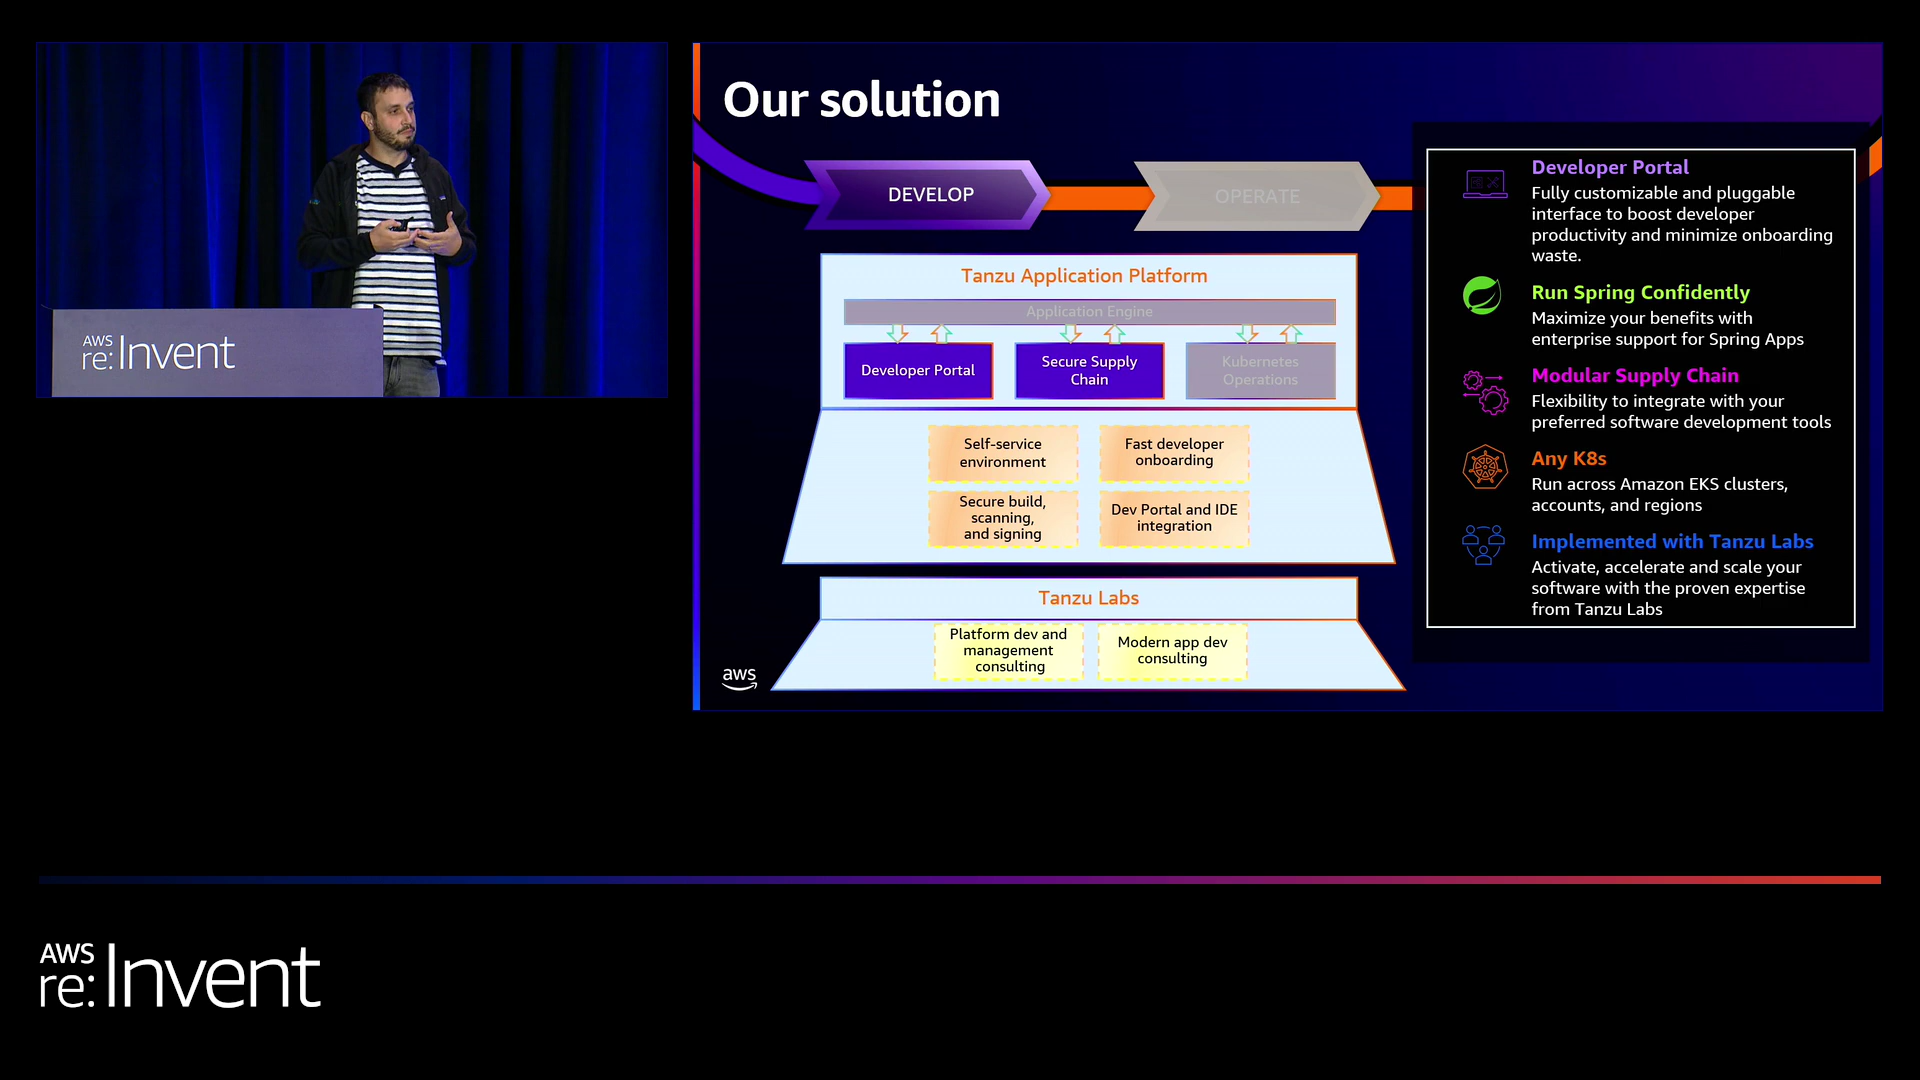 AWS
re:Invent
Our solution
DEVELOP
OPERATE
Tanzu Application Platform
Application Engine
Developer Portal
Secure Supply
Chain
Kubernetes
Operations
Self-service
environment
Fast developer
onboarding
Secure build,
scanning,
and signing
Dev Portal and IDE
integration
Tanzu Labs
Platform dev and
management
consulting
Modern app dev
consulting
aws
Developer Portal
Fully customizable and pluggable
interface to boost developer
productivity and minimize onboarding
waste.
Run Spring Confidently
Maximize your benefits with
enterprise support for Spring Apps
Modular Supply Chain
Flexibility to integrate with your
preferred software development tools
Any K8s
Run across Amazon EKS clusters,
accounts, and regions
Implemented with Tanzu Labs
Activate, accelerate and scale your
software with the proven expertise
from Tanzu Labs
AWS
re:Invent